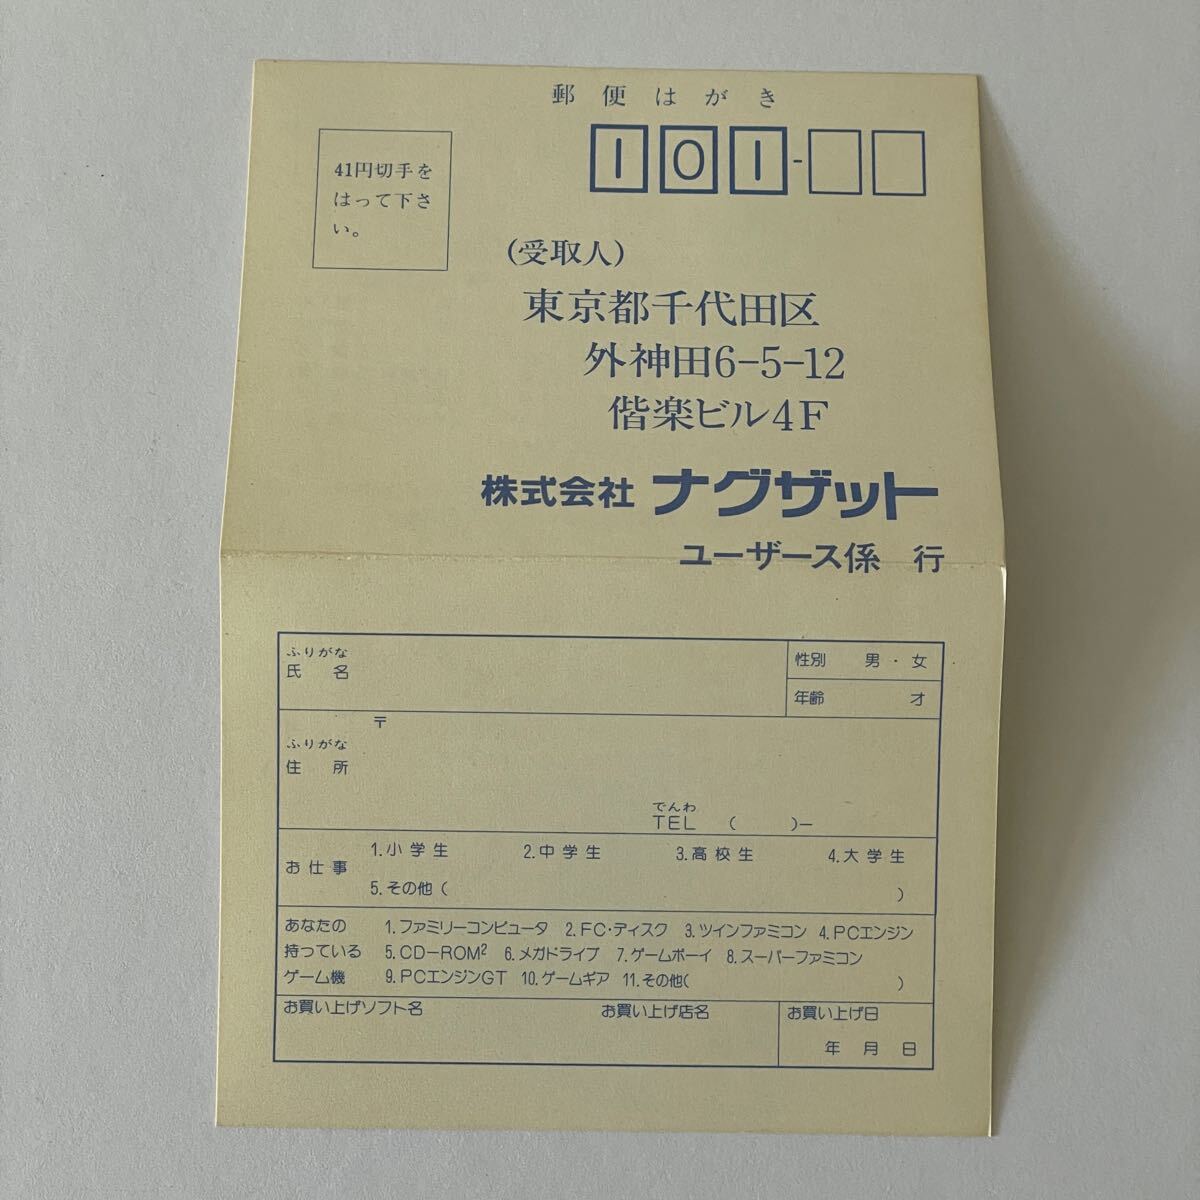 郵便はがき
41円切手を
はって下さ
い。
101-
(受取人)
東京都千代田区
外神田6-5-12
偕楽ビル4F
株式会社 ナグザット
ユーザース係 行
ふりがな
氏 名
性別 男・女
年齢 才
〒
ふりがな
住 所
でんわ
TEL ( )ー
お仕事
1.小学生 2.中学生 3.高校生 4.大学生
5.その他( )
あなたの
持っている
ゲーム機
1.ファミリーコンピュータ 2.FC・ディスク 3.ツインファミコン 4.PCエンジン
5.CD-ROM² 6.メガドライブ 7.ゲームボーイ 8.スーパーファミコン
9.PCエンジンGT 10.ゲームギア 11.その他( )
お買い上げソフト名
お買い上げ店名
お買い上げ日
年 月 日